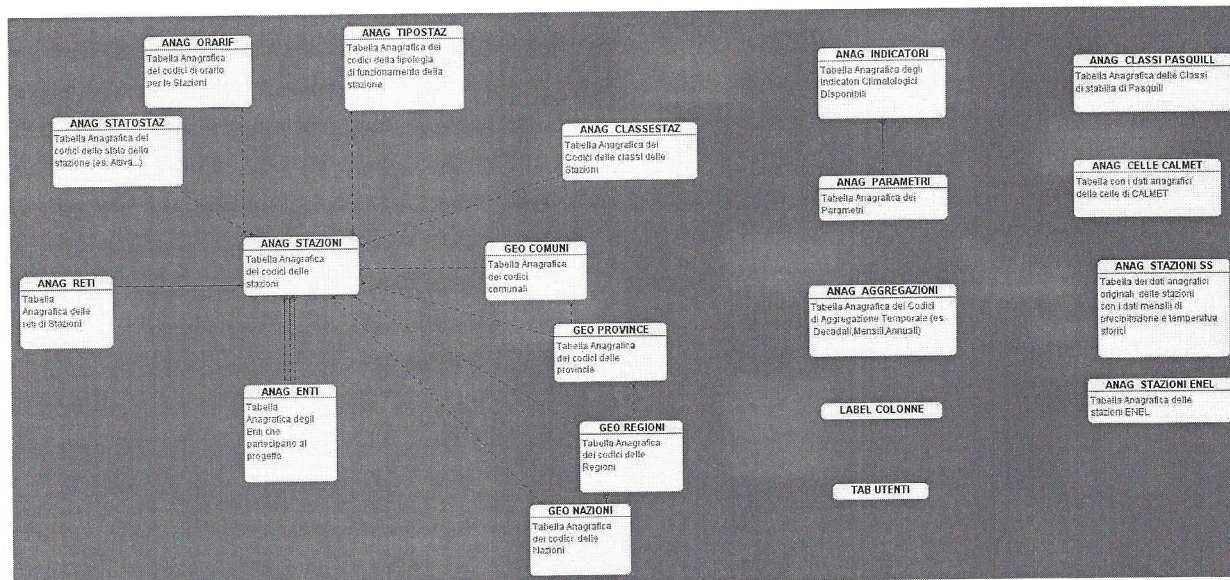 ANAG ORARIF
Tabella Anagrafica
dei codici di orario
per le Stazioni
ANAG TIPOSTAZ
Tabella Anagrafica dei
codici della tipologia
di funzionamento della
stazione
ANAG STATOSTAZ
Tabella Anagrafica dei
codici dello stato della
stazione (es. Attiva...)
ANAG CLASSESTAZ
Tabella Anagrafica dei
Codici delle classi delle
Stazioni
ANAG STAZIONI
Tabella Anagrafica
dei codici delle
stazioni
ANAG RETI
Tabella
Anagrafica delle
reti di Stazioni
ANAG ENTI
Tabella
Anagrafica degli
Enti che
partecipano al
progetto
GEO COMUNI
Tabella Anagrafica
dei codici
comunali
GEO PROVINCE
Tabella Anagrafica
dei codici delle
provincie
GEO REGIONI
Tabella Anagrafica
dei codici delle
Regioni
GEO NAZIONI
Tabella Anagrafica
dei codici delle
Nazioni
ANAG INDICATORI
Tabella Anagrafica degli
Indicatori Climatologici
Disponibili
ANAG PARAMETRI
Tabella Anagrafica dei
Parametri
ANAG AGGREGAZIONI
Tabella Anagrafica dei Codici
di Aggregazione Temporale (es
Decadali,Mensili,Annuali)
LABEL COLONNE
TAB UTENTI
ANAG CLASSI PASQUILL
Tabella Anagrafica delle Classi
di stabilia di Pasquill
ANAG CELLE CALMET
Tabella con i dati anagrafici
delle celle di CALMET
ANAG STAZIONI SS
Tabella dei dati anagrafici
originali delle stazioni
con i dati mensili di
precipitazione e temperatua
storici
ANAG STAZIONI ENEL
Tabella Anagrafica delle
stazioni ENEL